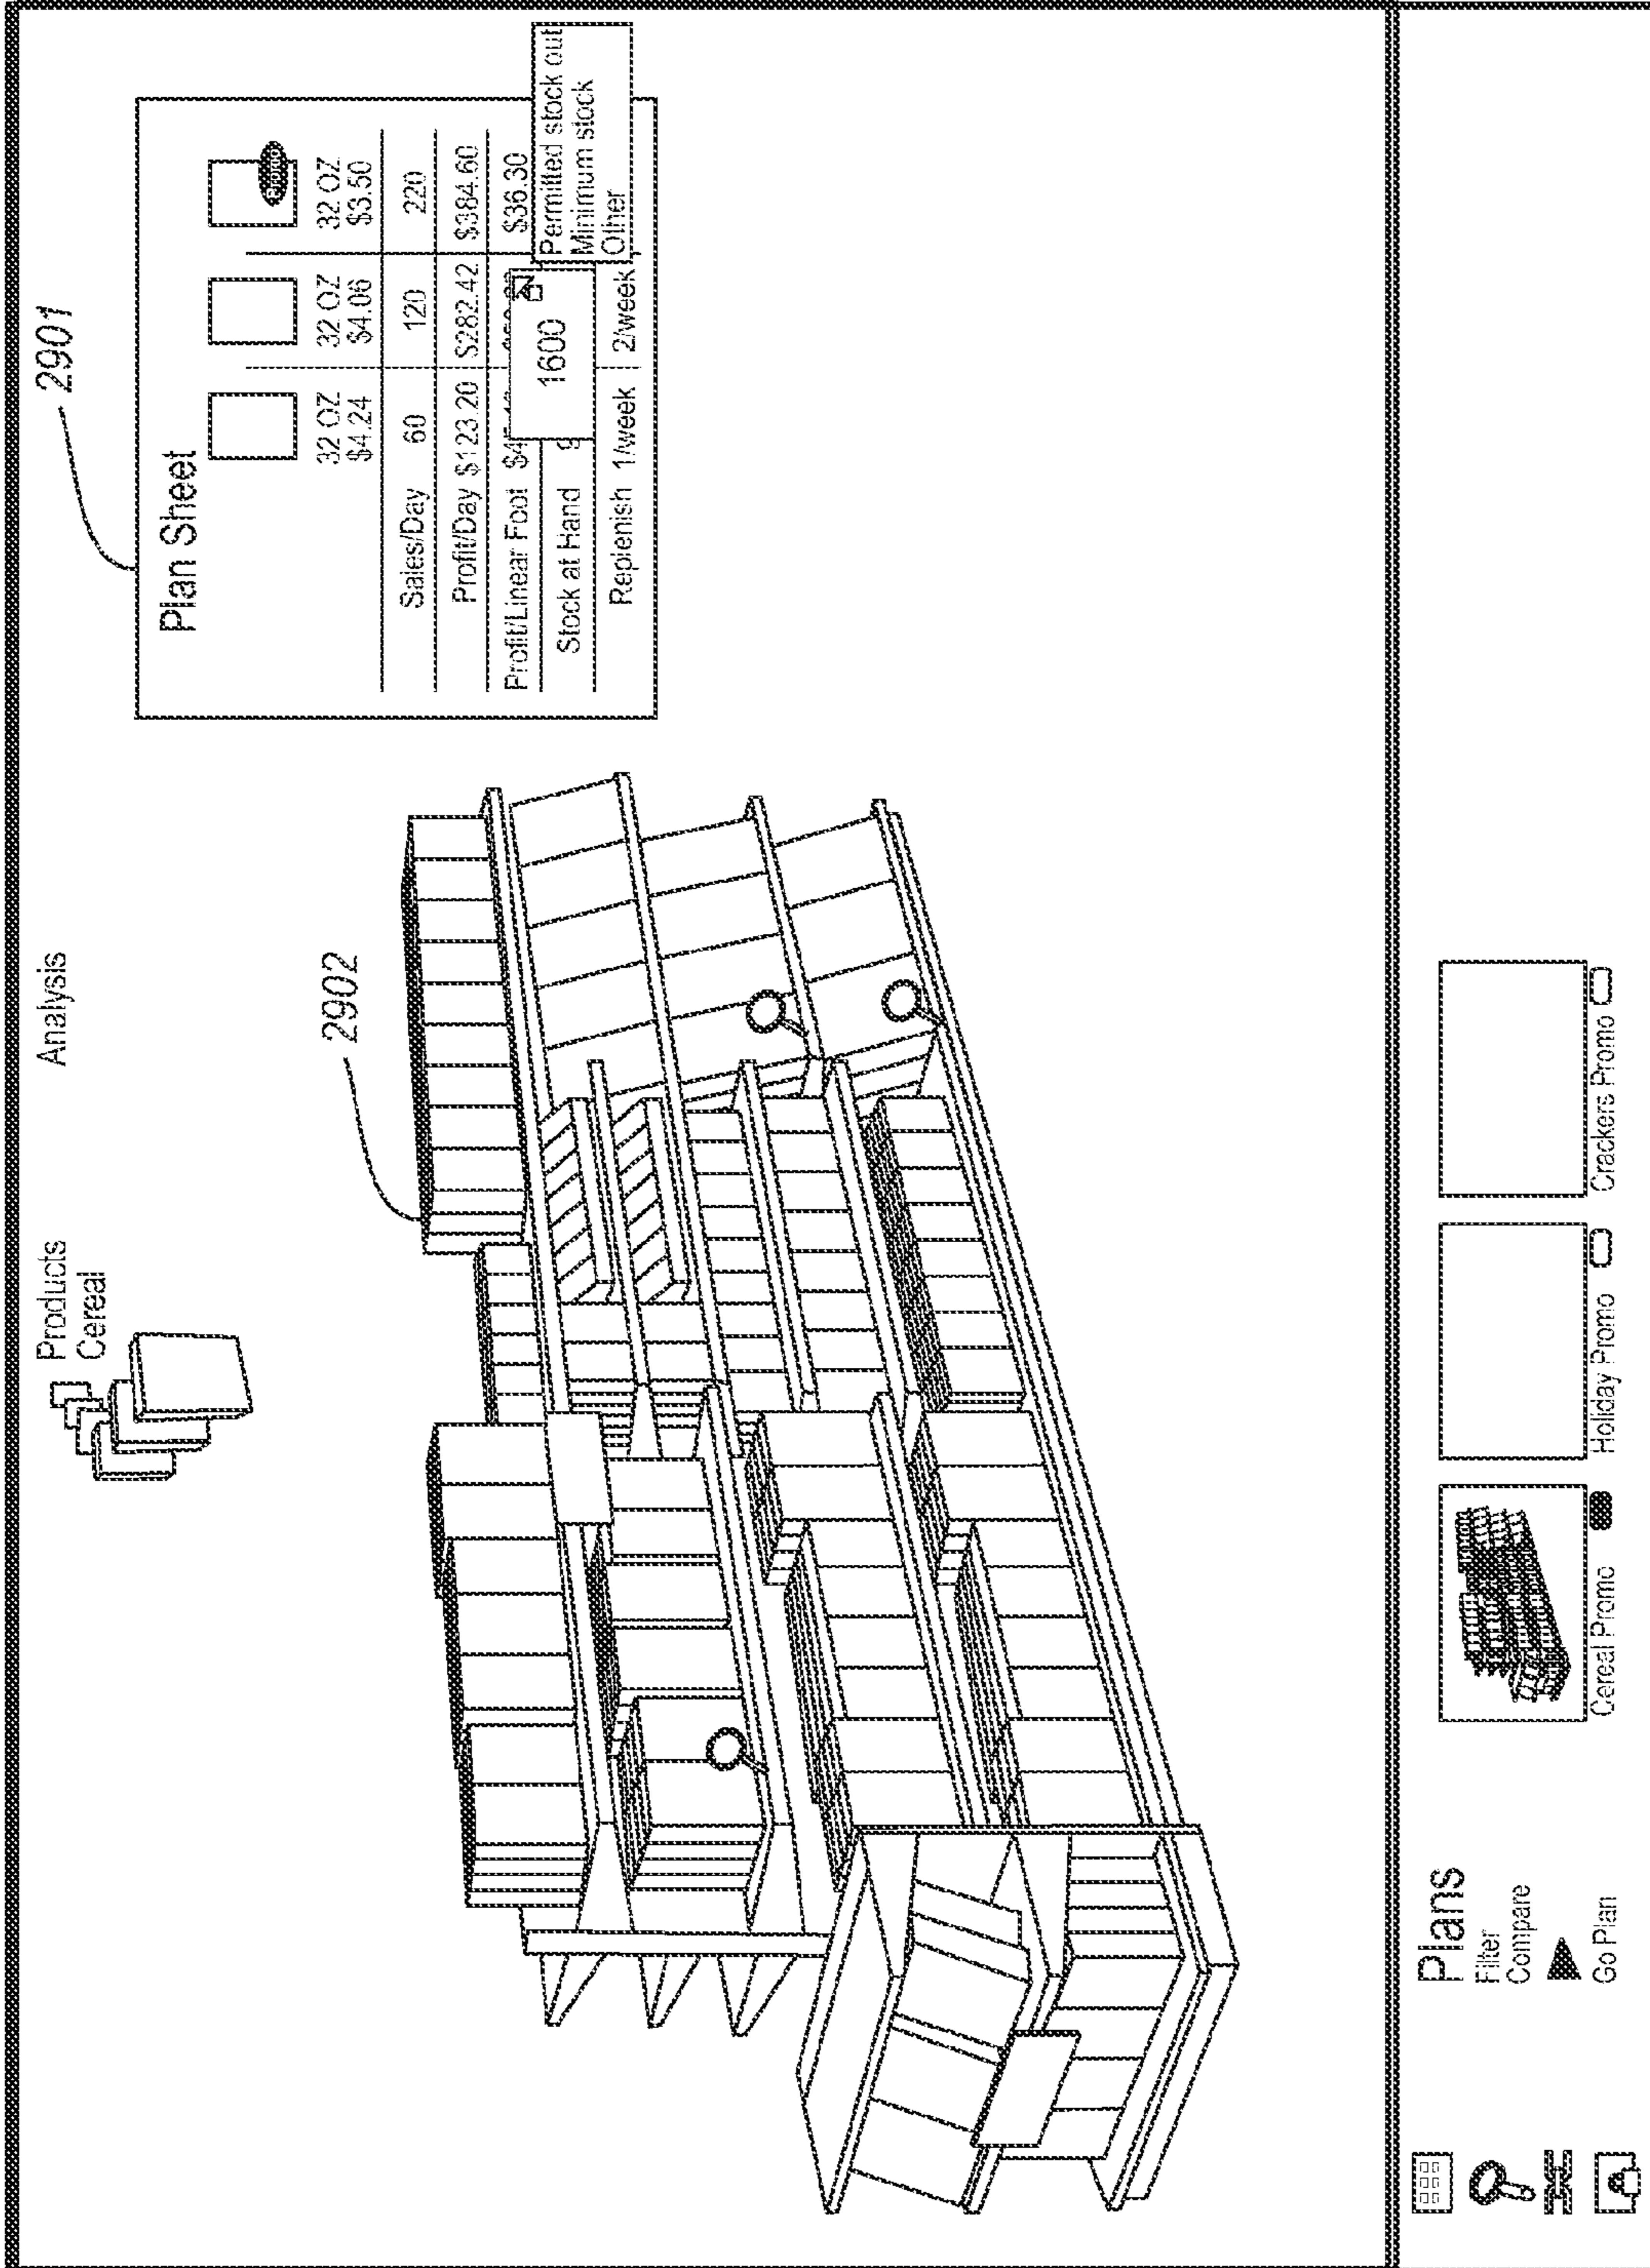 Products
Cereal
Analysis
2901
2902
Plan Sheet
32 OZ 32 OZ 32 OZ
$4.24 $4.06 $3.50
Promo
Sales/Day 60 120 220
Profit/Day $123.20 $282.42 $384.60
Profit/Linear Foot $36.30
1600
Stock at Hand
Permitted stock out
Minimum stock
Other
Replenish 1/week 2/week
Plans
Filter
Compare
Go Plan
Cereal Promo
Holiday Promo
Crackers Promo